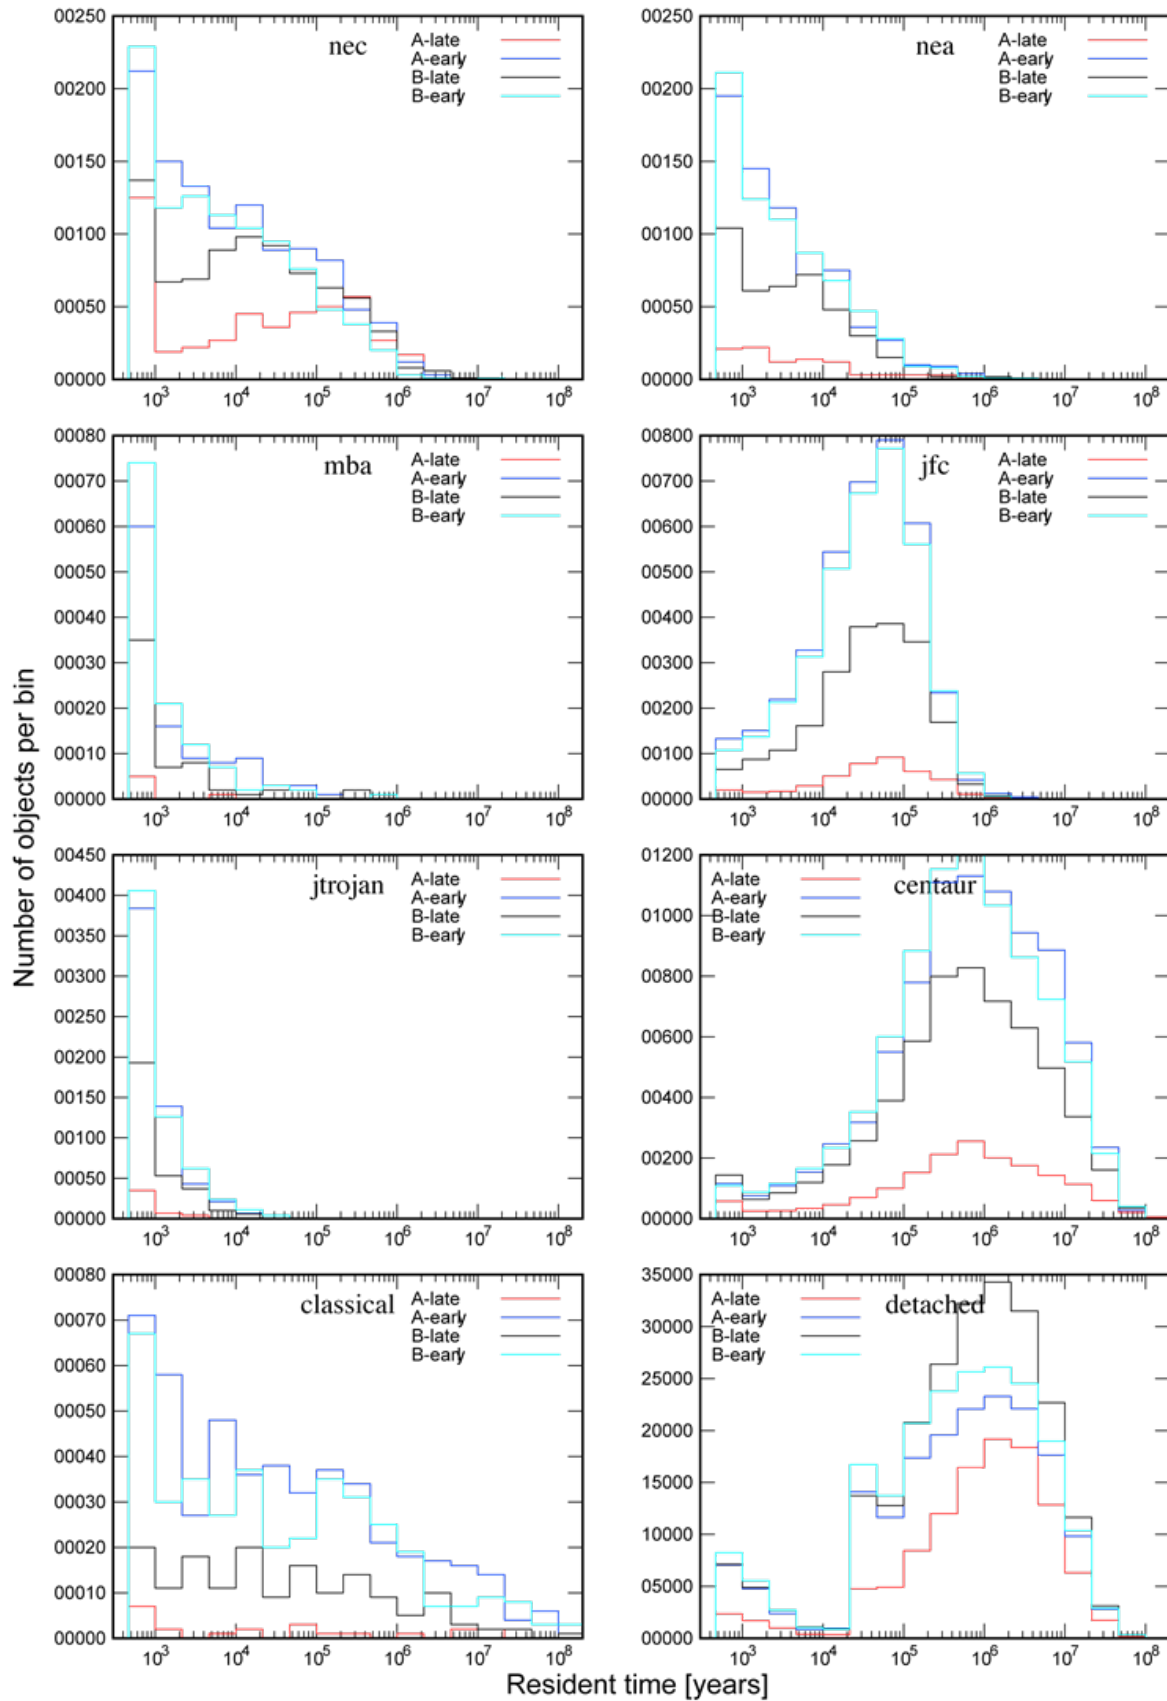 nec
A-late
A-early
B-late
B-early
00250
00200
00150
00100
00050
00000
10^3 10^4 10^5 10^6 10^7 10^8
nea
A-late
A-early
B-late
B-early
00250
00200
00150
00100
00050
00000
10^3 10^4 10^5 10^6 10^7 10^8
mba
A-late
A-early
B-late
B-early
00080
00070
00060
00050
00040
00030
00020
00010
00000
10^3 10^4 10^5 10^6 10^7 10^8
jfc
A-late
A-early
B-late
B-early
00800
00700
00600
00500
00400
00300
00200
00100
00000
10^3 10^4 10^5 10^6 10^7 10^8
Number of objects per bin
jtrojan
A-late
A-early
B-late
B-early
00450
00400
00350
00300
00250
00200
00150
00100
00050
00000
10^3 10^4 10^5 10^6 10^7 10^8
centaur
A-late
A-early
B-late
B-early
01200
01000
00800
00600
00400
00200
00000
10^3 10^4 10^5 10^6 10^7 10^8
classical
A-late
A-early
B-late
B-early
00080
00070
00060
00050
00040
00030
00020
00010
00000
10^3 10^4 10^5 10^6 10^7 10^8
detached
A-late
A-early
B-late
B-early
35000
30000
25000
20000
15000
10000
05000
00000
10^3 10^4 10^5 10^6 10^7 10^8
Resident time [years]